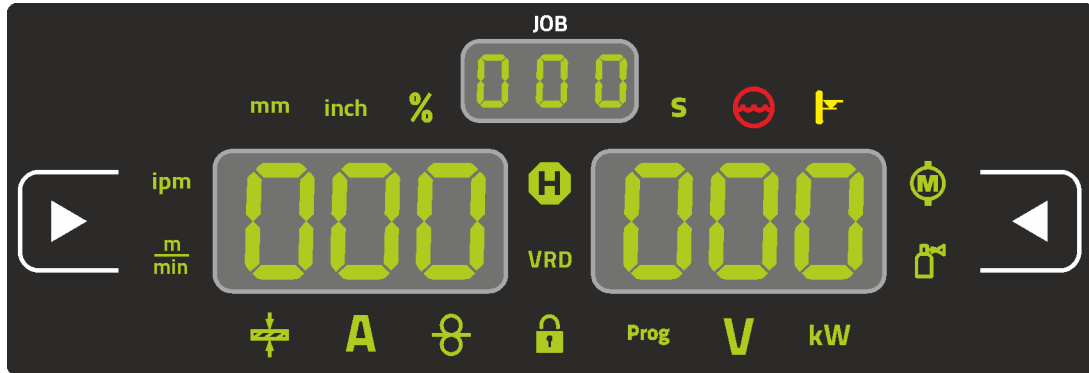 JOB
000
mm inch % s
ipm 000 H 000 M
m
min VRD
A Prog V kW